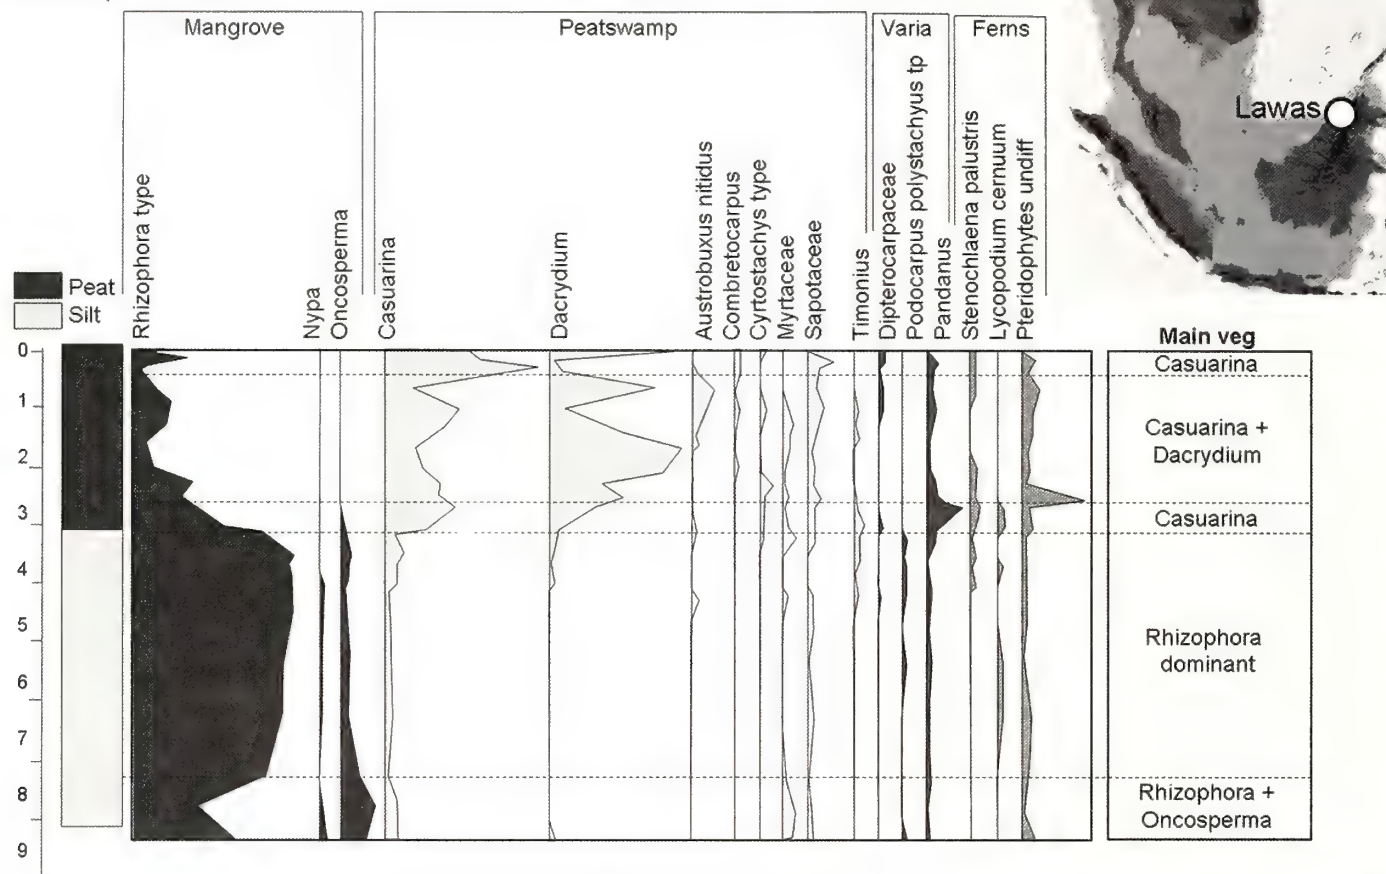 Mangrove
Peatswamp
Varia
Ferns
Lawas
Rhizophora type
Nypa
Oncosperma
Casuarina
Dacrydium
Austrobuxus nitidus
Combretocarpus
Cyrtostachys type
Myrtaceae
Sapotaceae
Timonius
Dipterocarpaceae
Podocarpus polystachyus tp
Pandanus
Stenochlaena palustris
Lycopodium cernuum
Pteridophytes undiff
Peat
Silt
Main veg
0
Casuarina
1
Casuarina +
Dacrydium
2
3
Casuarina
4
5
Rhizophora
dominant
6
7
8
Rhizophora +
Oncosperma
9